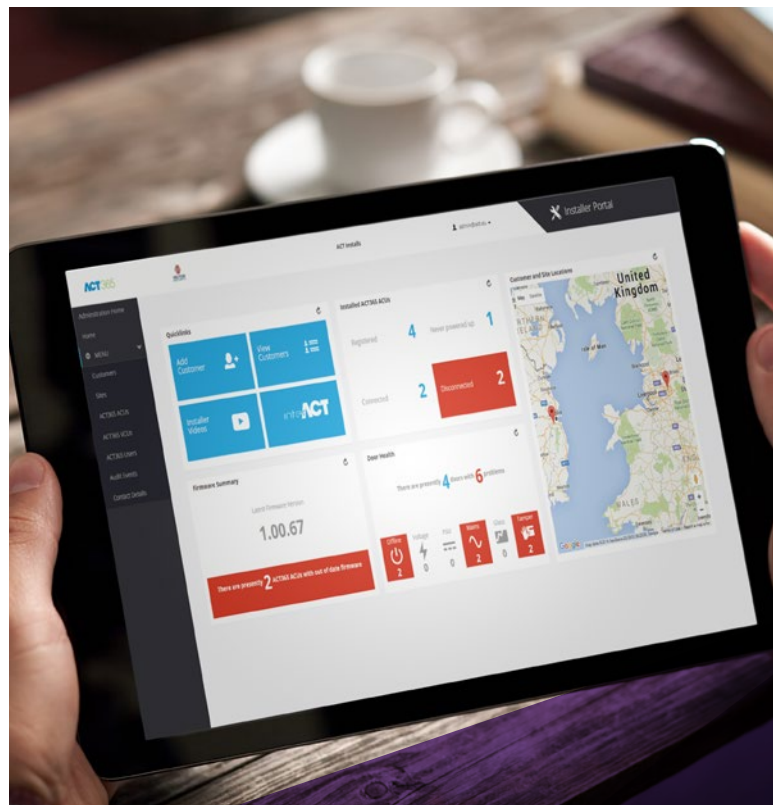 ACT365
ACT Installs
Installer Portal
Administration Home
Home
MENU
Customers
Sites
ACT365 ACUs
ACT365 VCUs
ACT365 Users
Audit Events
Contact Details
Quicklinks
Add
Customer
View
Customers
Installer
Videos
ACT
Installed ACT365 ACUs
Registered 4
Never powered up 1
Connected 2
Disconnected 2
Customer and Site Locations
Map
United
Kingdom
Isle of Man
Liverpool
WALES
Google
Firmware Summary
Latest Firmware Version
1.00.67
There are presently 2 ACT365 ACUs with out of date firmware
Door Health
There are presently 4 doors with 6 problems
Offline
2
Voltage
0
PSU
0
Mains
2
Glass
0
Tamper
2